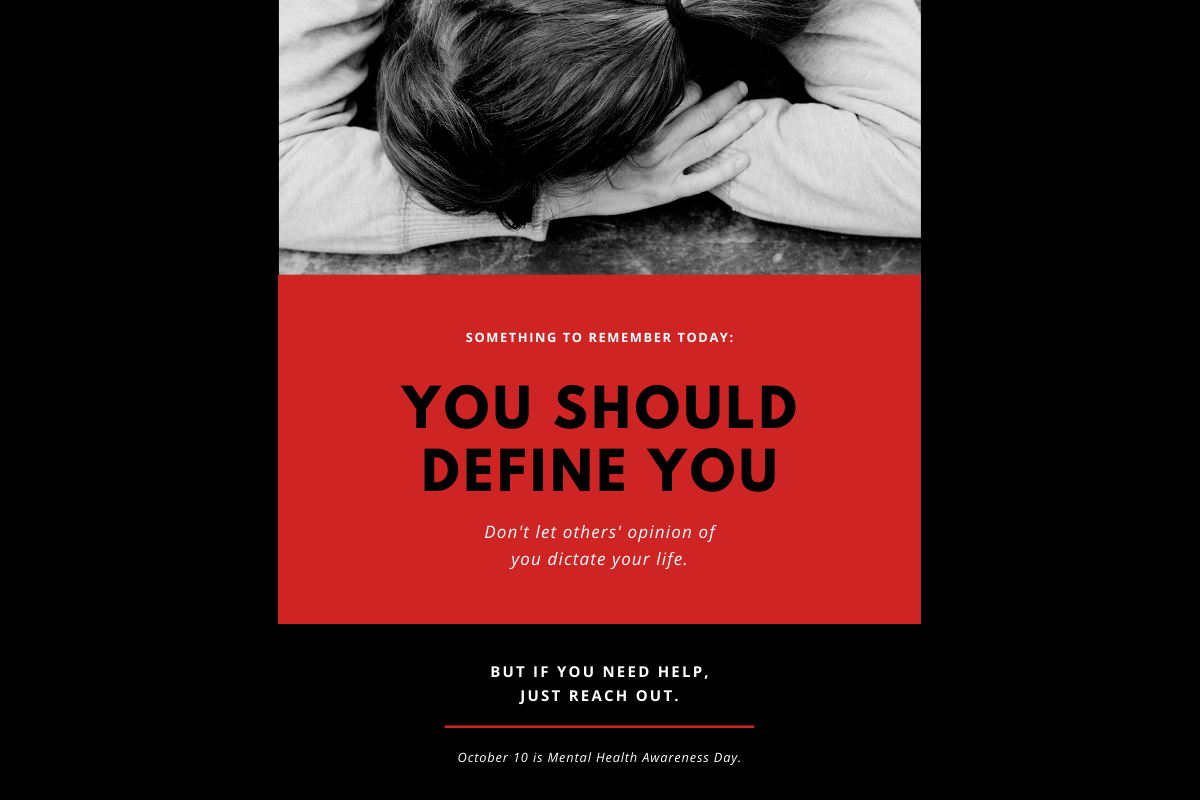 SOMETHING TO REMEMBER TODAY:
YOU SHOULD
DEFINE YOU
Don't let others' opinion of
you dictate your life.
BUT IF YOU NEED HELP,
JUST REACH OUT.
October 10 is Mental Health Awareness Day.